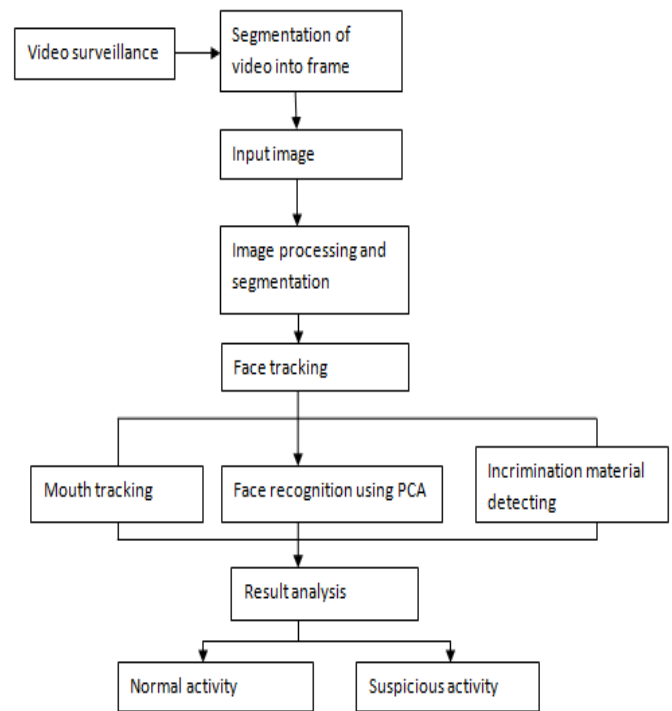 Video surveillance
Segmentation of
video into frame
Input image
Image processing and
segmentation
Face tracking
Mouth tracking
Face recognition using PCA
Incrimination material
detecting
Result analysis
Normal activity
Suspicious activity